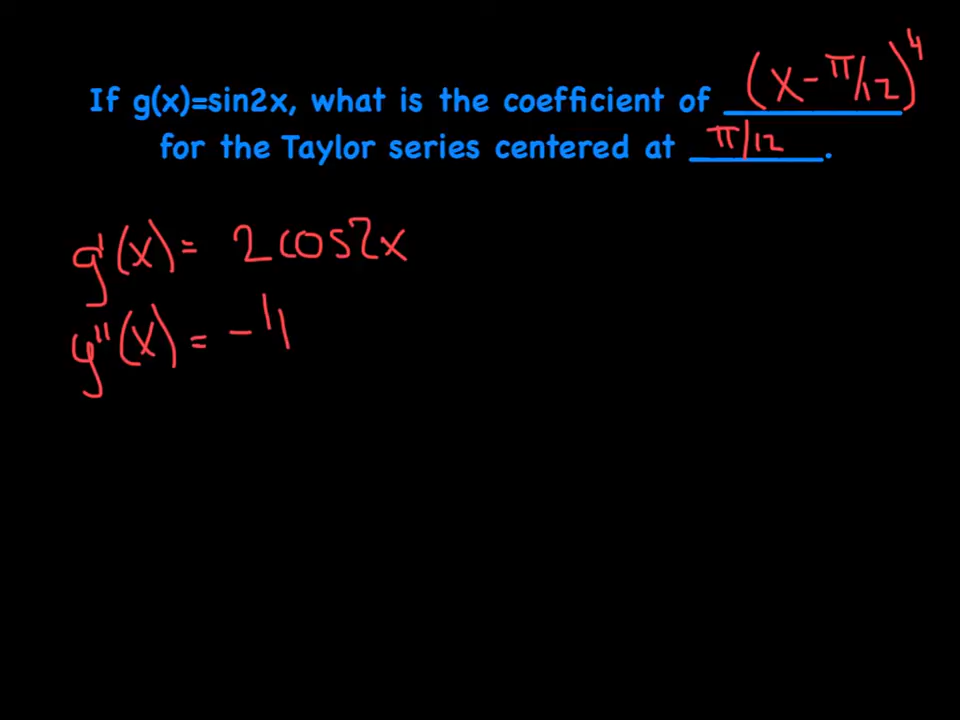 If g(x)=sin2x, what is the coefficient of (x-π/12)^4
for the Taylor series centered at π/12.
g'(x) = 2cos2x
g''(x) = -4